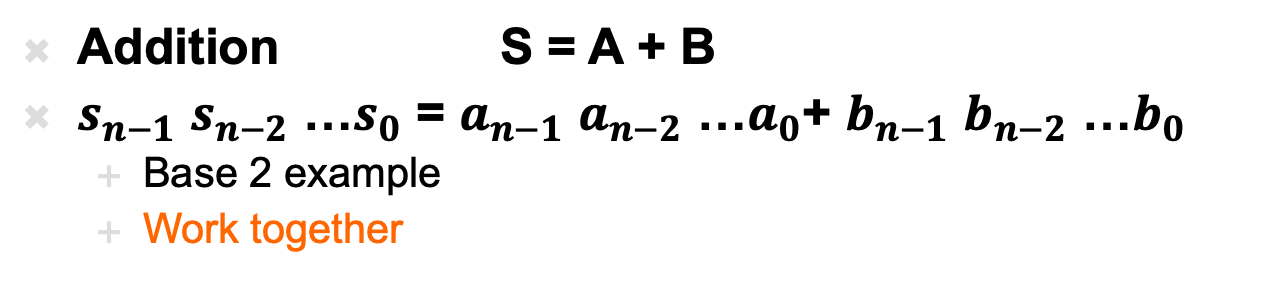 Addition S = A + B
sₙ₋₁ sₙ₋₂ …s₀ = aₙ₋₁ aₙ₋₂ …a₀+ bₙ₋₁ bₙ₋₂ …b₀
Base 2 example
Work together